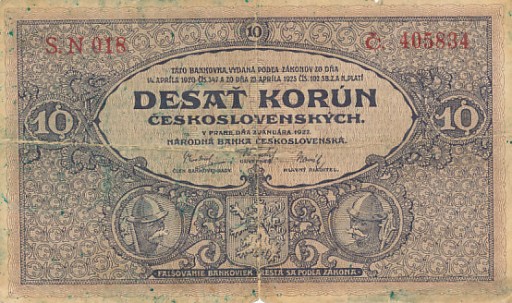 10
S.N 018
Č. 405834
TÁTO BANKOVKA, VYDANÁ PODĽA ZÁKONOV ZO DŇA
14. APRÍLA 1920 ČÍS. 347 A ZO DŇA 23. APRÍLA 1925 ČÍS. 102 SB.Z.A N. PLATÍ
DESAŤ KORÚN
ČESKOSLOVENSKÝCH.
10
10
V PRAHE, DŇA 2. JANUÁRA 1927.
NÁRODNÁ BANKA ČESKOSLOVENSKÁ.
GUVERNÉR
ČLEN BANKOVEJ RADY
HLAVNÝ RIADITEĽ
FALŠOVANIE BANKOVIEK TRESTÁ SA PODĽA ZÁKONA